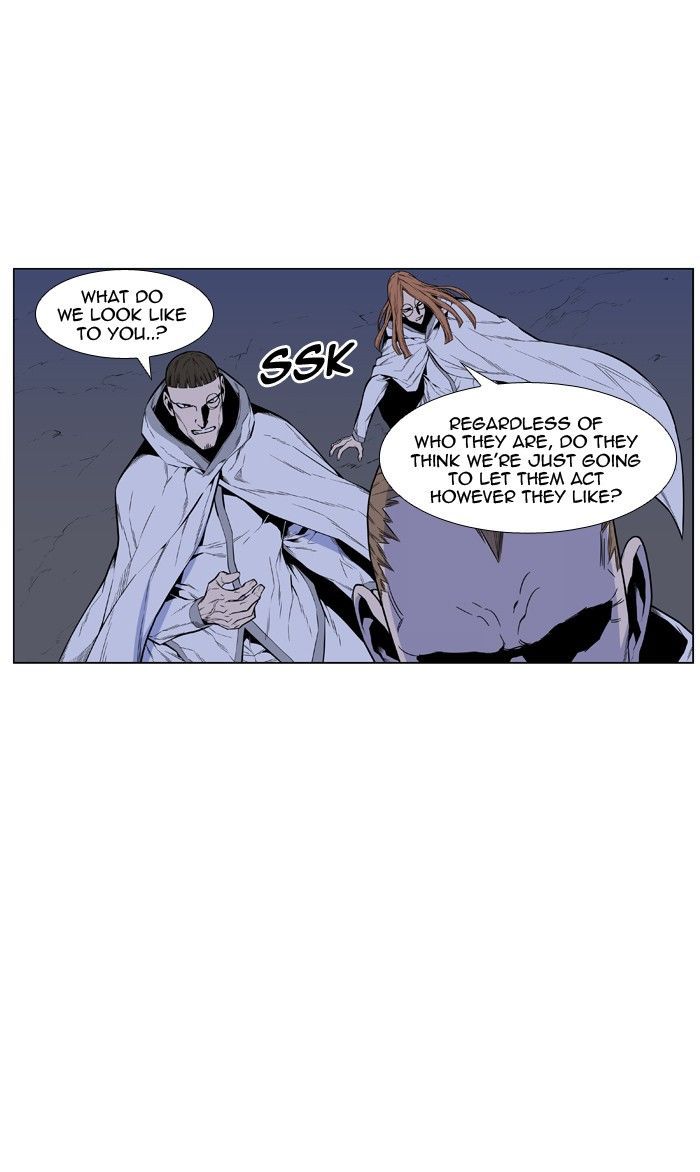 WHAT DO
WE LOOK LIKE
TO YOU..?
SSK
REGARDLESS OF
WHO THEY ARE, DO THEY
THINK WE'RE JUST GOING
TO LET THEM ACT
HOWEVER THEY LIKE?